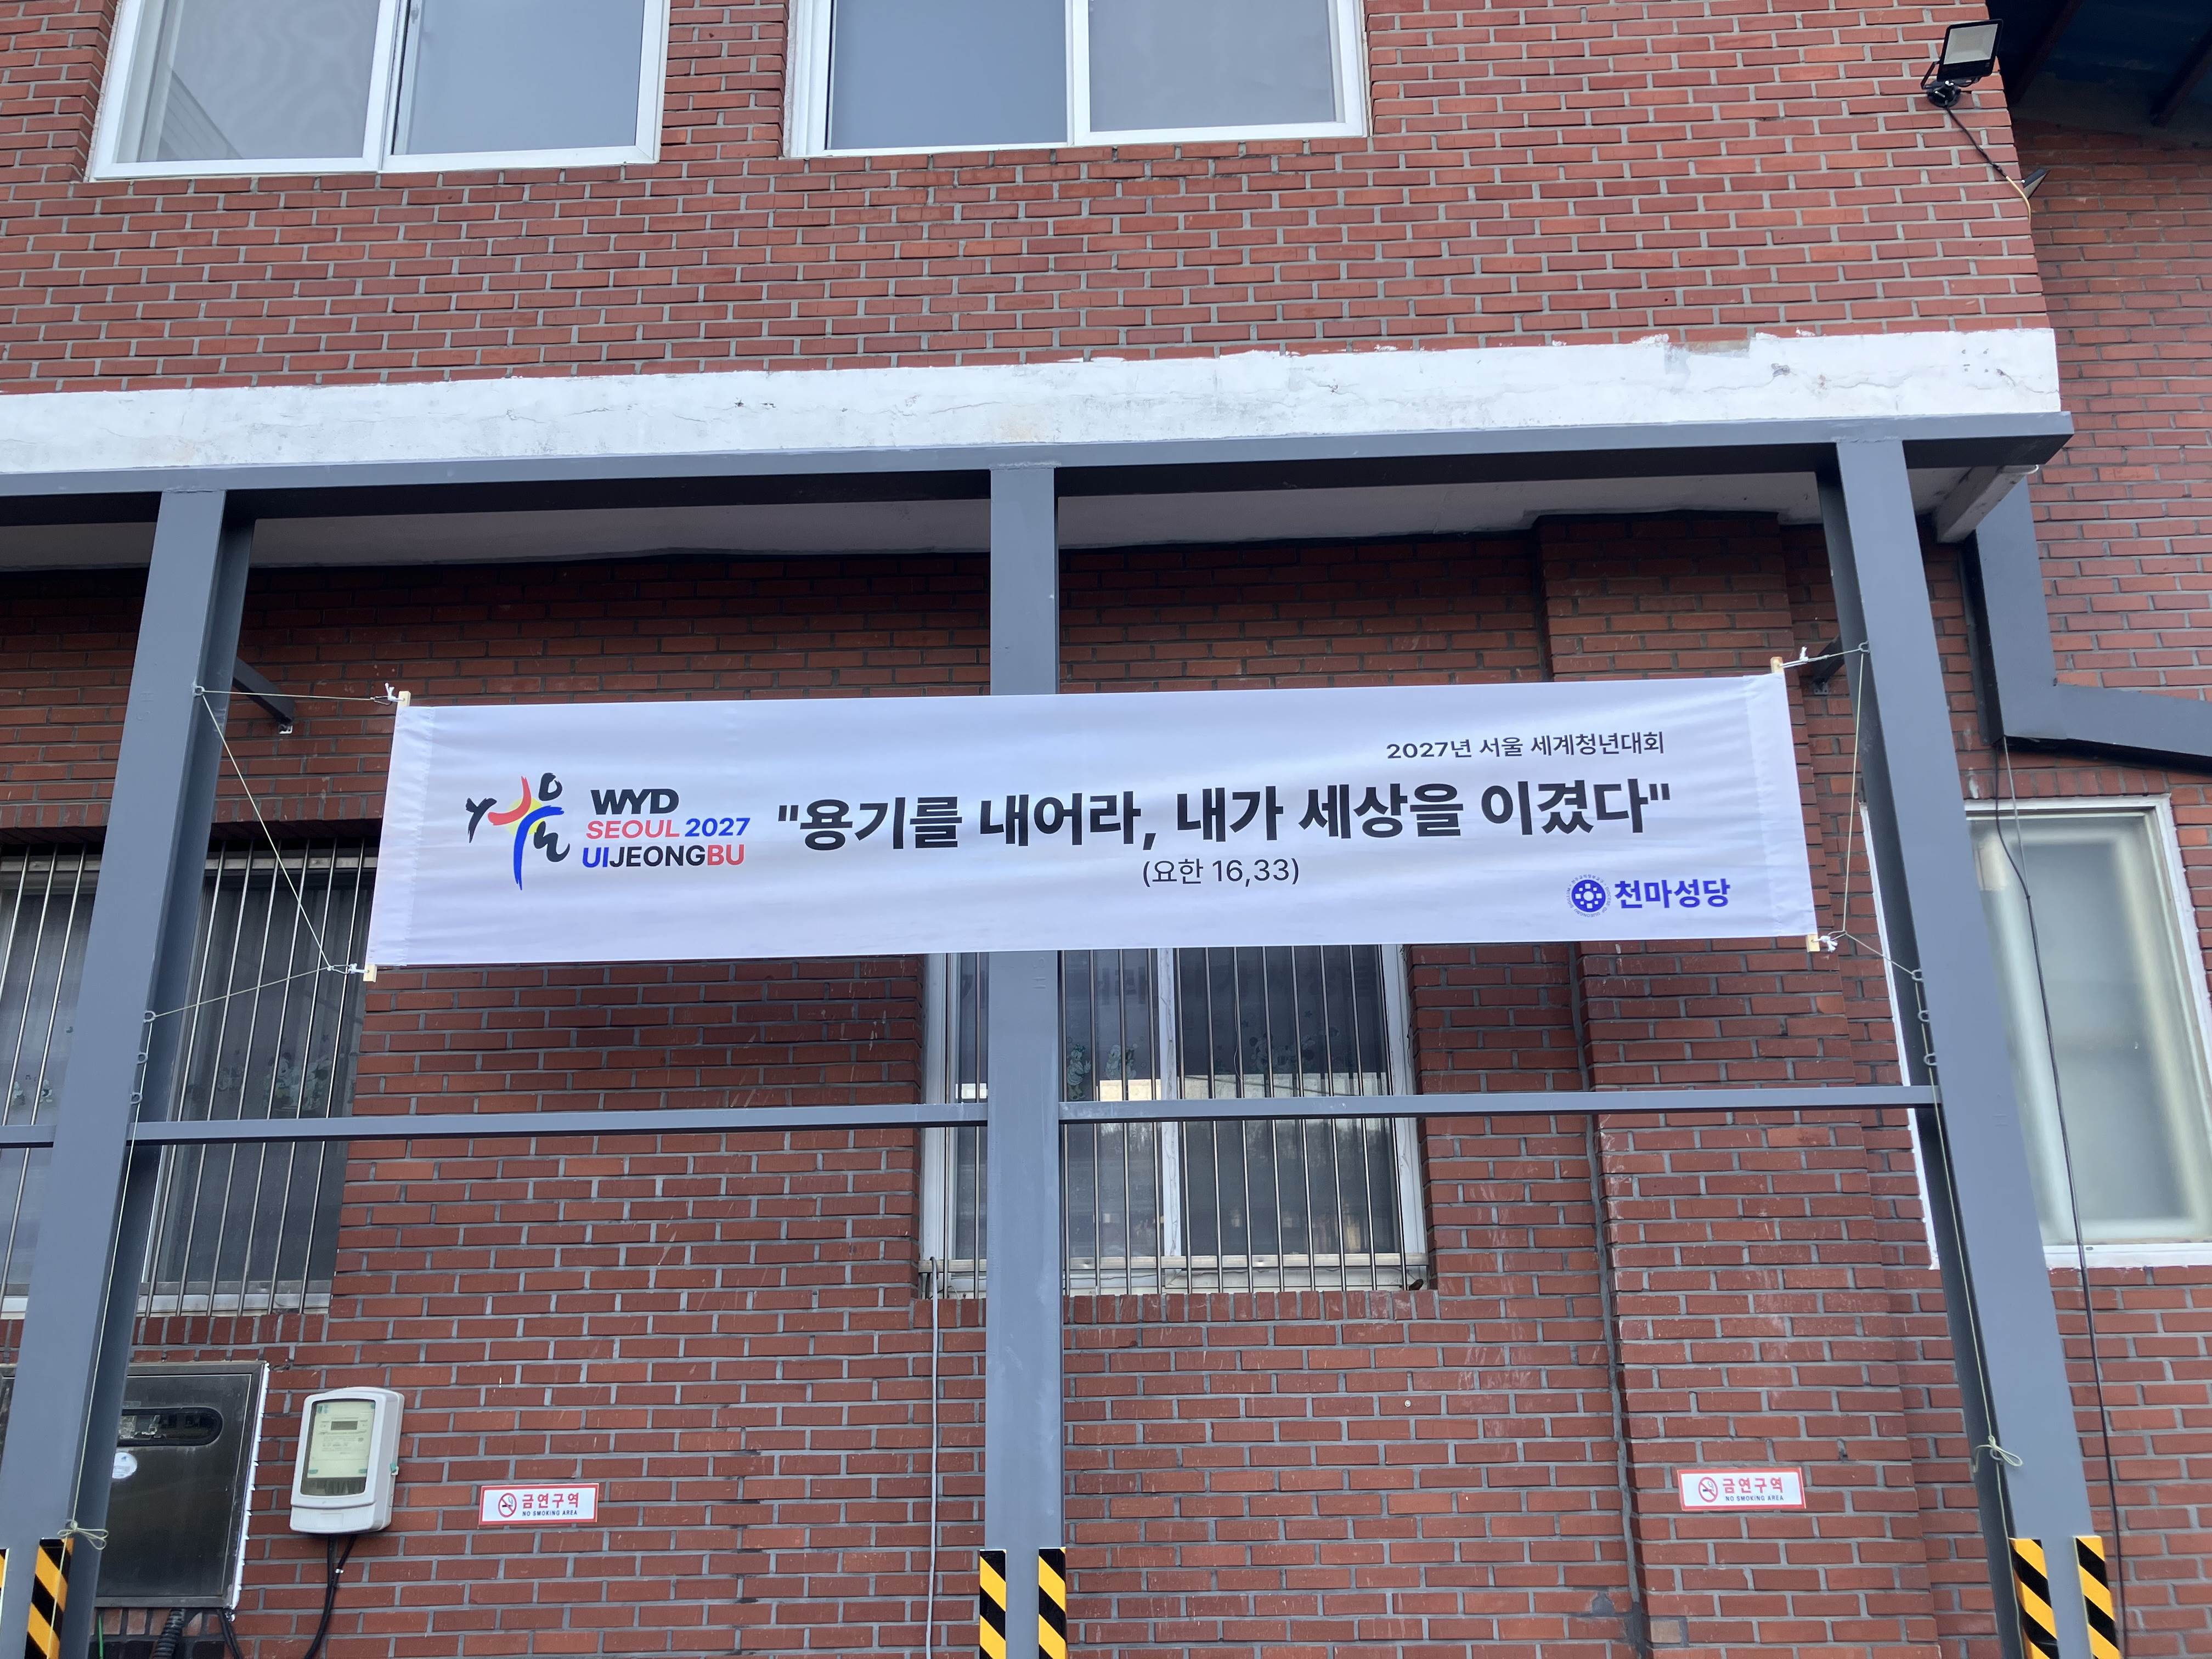 WYD
SEOUL 2027
UIJEONGBU
2027년 서울 세계청년대회
"용기를 내어라, 내가 세상을 이겼다"
(요한 16,33)
천마성당
금연구역
NO SMOKING AREA
금연구역
NO SMOKING AREA